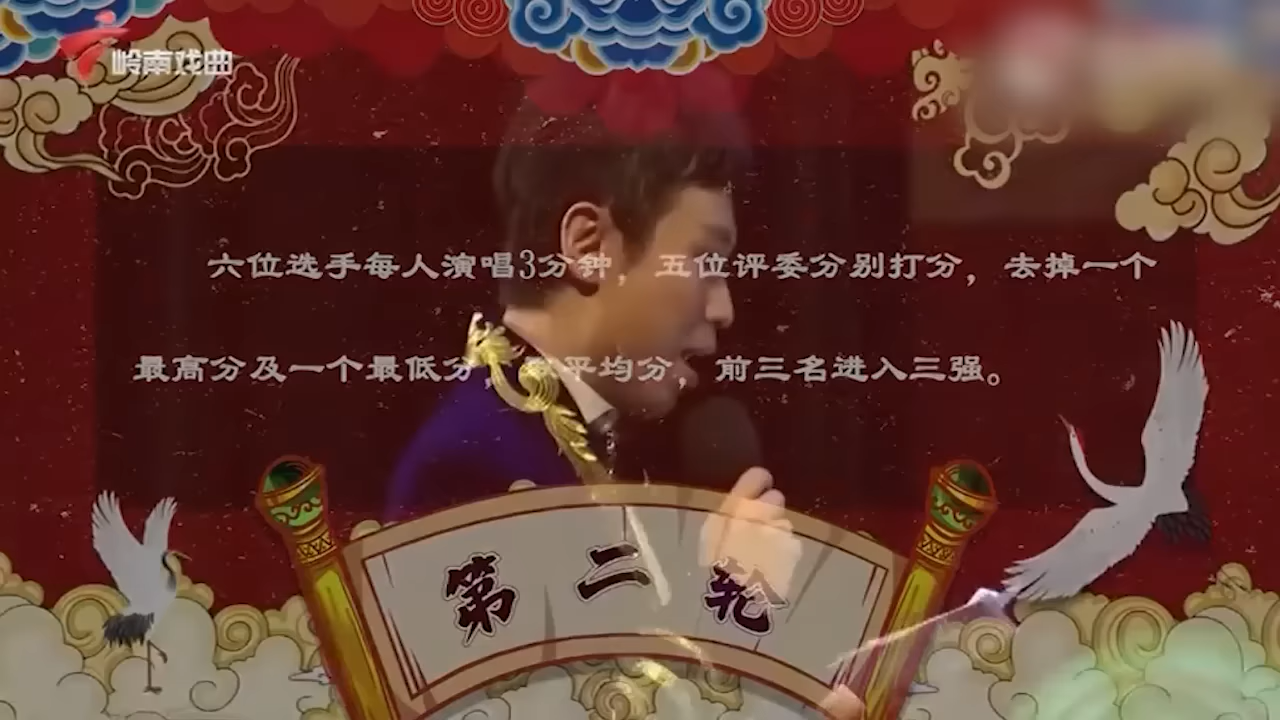 岭南戏曲
六位选手每人演唱3分钟，五位评委分别打分，去掉一个
最高分及一个最低分，平均分，前三名进入三强。
第二轮